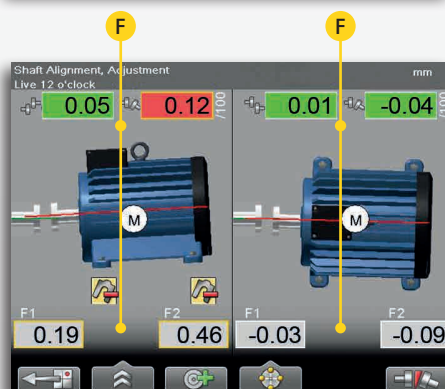 F F
Shaft Alignment, Adjustment mm
Live 12 o'clock
0.05 0.12 /100 0.01 -0.04 /100
M M
F1 F2 F1 F2
0.19 0.46 -0.03 -0.09